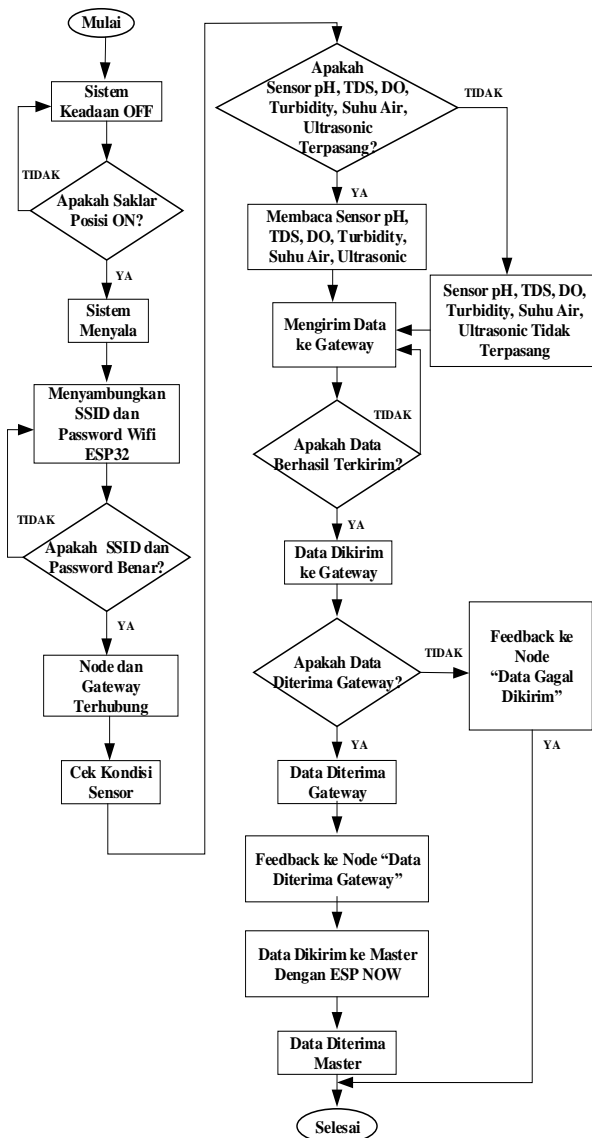 Mulai
Sistem
Keadaan OFF
TIDAK
Apakah Saklar
Posisi ON?
YA
Sistem
Menyala
Menyambungkan
SSID dan
Password Wifi
ESP32
TIDAK
Apakah SSID dan
Password Benar?
YA
Node dan
Gateway
Terhubung
Cek Kondisi
Sensor
Apakah
Sensor pH, TDS, DO,
Turbidity, Suhu Air,
Ultrasonic
Terpasang?
TIDAK
YA
Membaca Sensor pH,
TDS, DO, Turbidity,
Suhu Air, Ultrasonic
Sensor pH, TDS, DO,
Turbidity, Suhu Air,
Ultrasonic Tidak
Terpasang
Mengirim Data
ke Gateway
TIDAK
Apakah Data
Berhasil Terkirim?
YA
Data Dikirim
ke Gateway
Apakah Data
Diterima Gateway?
TIDAK
Feedback ke
Node
“Data Gagal
Dikirim”
YA
YA
Data Diterima
Gateway
Feedback ke Node “Data
Diterima Gateway”
Data Dikirim ke Master
Dengan ESP NOW
Data Diterima
Master
Selesai